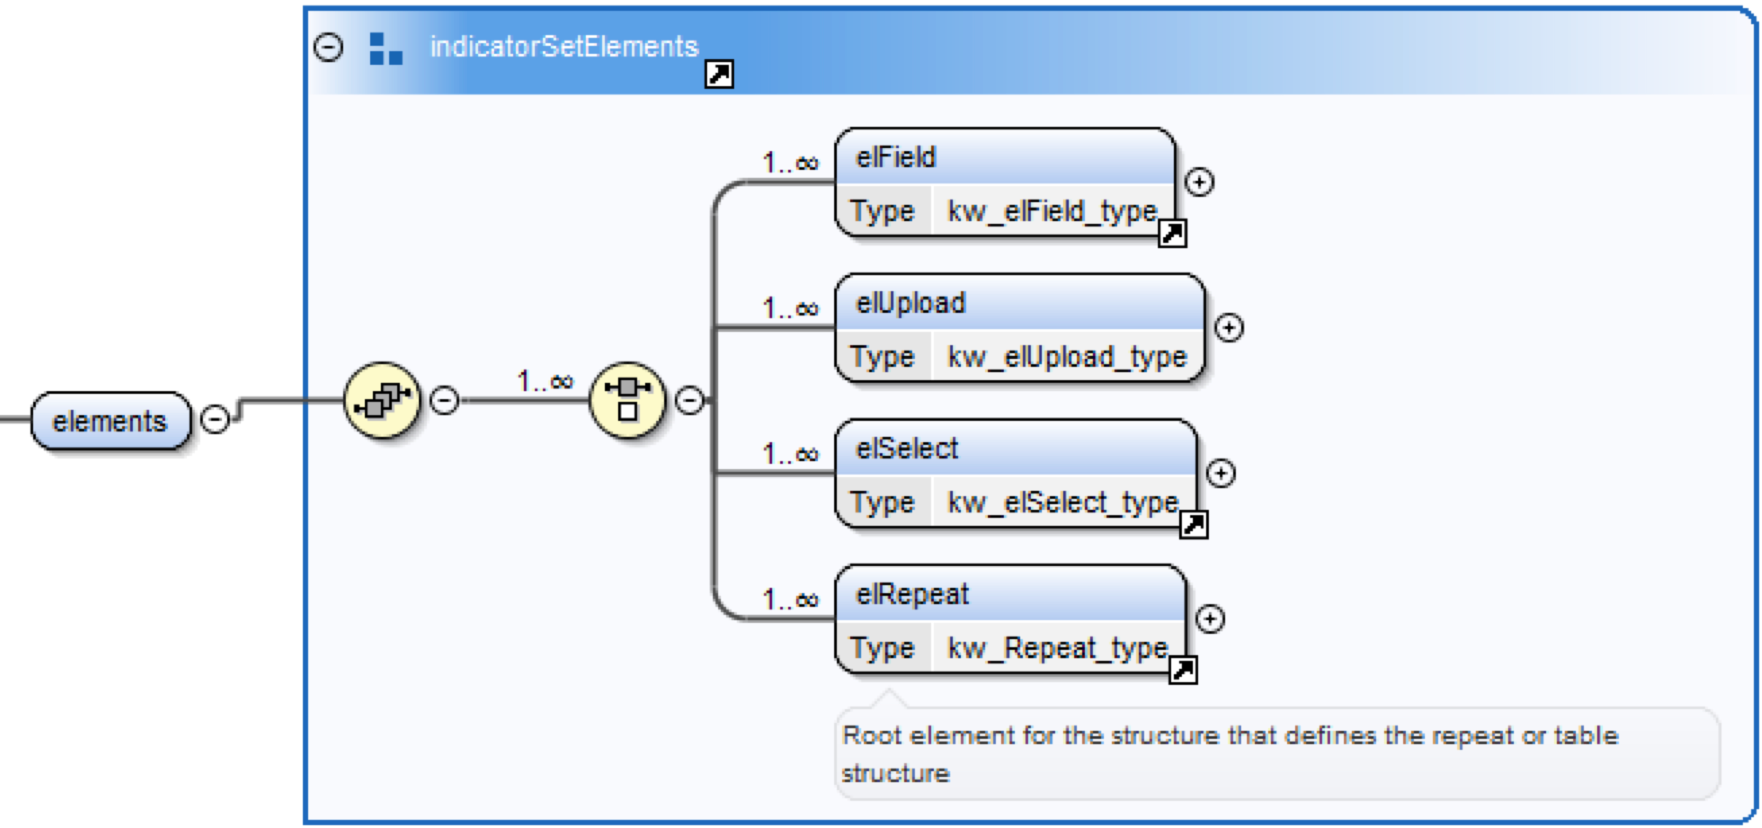 indicatorSetElements
1..∞
elField
Type kw_elField_type
1..∞
elUpload
Type kw_elUpload_type
elements
1..∞
1..∞
elSelect
Type kw_elSelect_type
1..∞
elRepeat
Type kw_Repeat_type
Root element for the structure that defines the repeat or table
structure